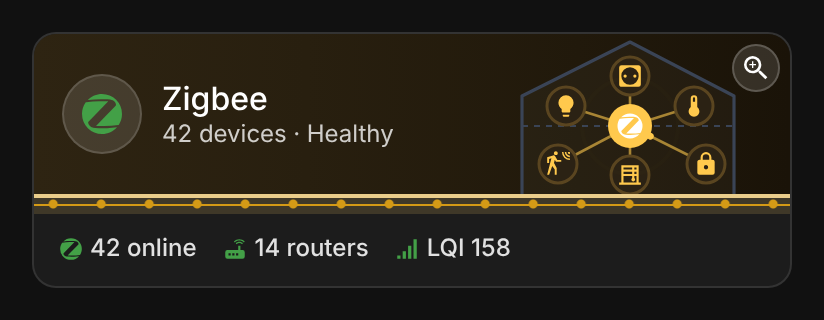 Zigbee
42 devices · Healthy
42 online
14 routers
LQI 158